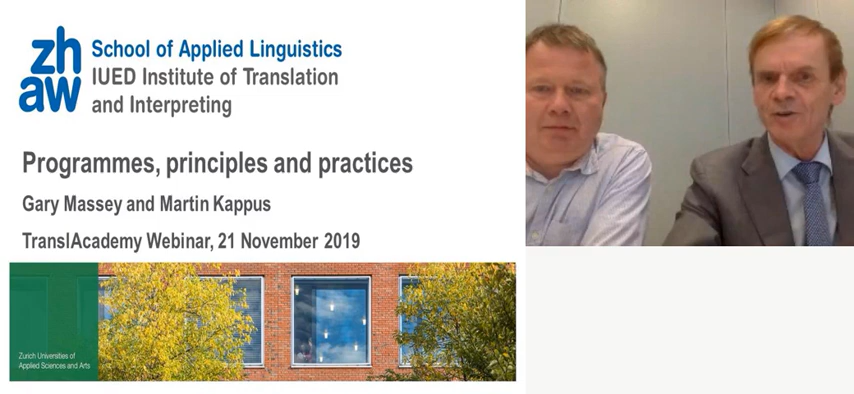 zh
aw
School of Applied Linguistics
IUED Institute of Translation
and Interpreting
Programmes, principles and practices
Gary Massey and Martin Kappus
TranslAcademy Webinar, 21 November 2019
Zurich Universities of
Applied Sciences and Arts